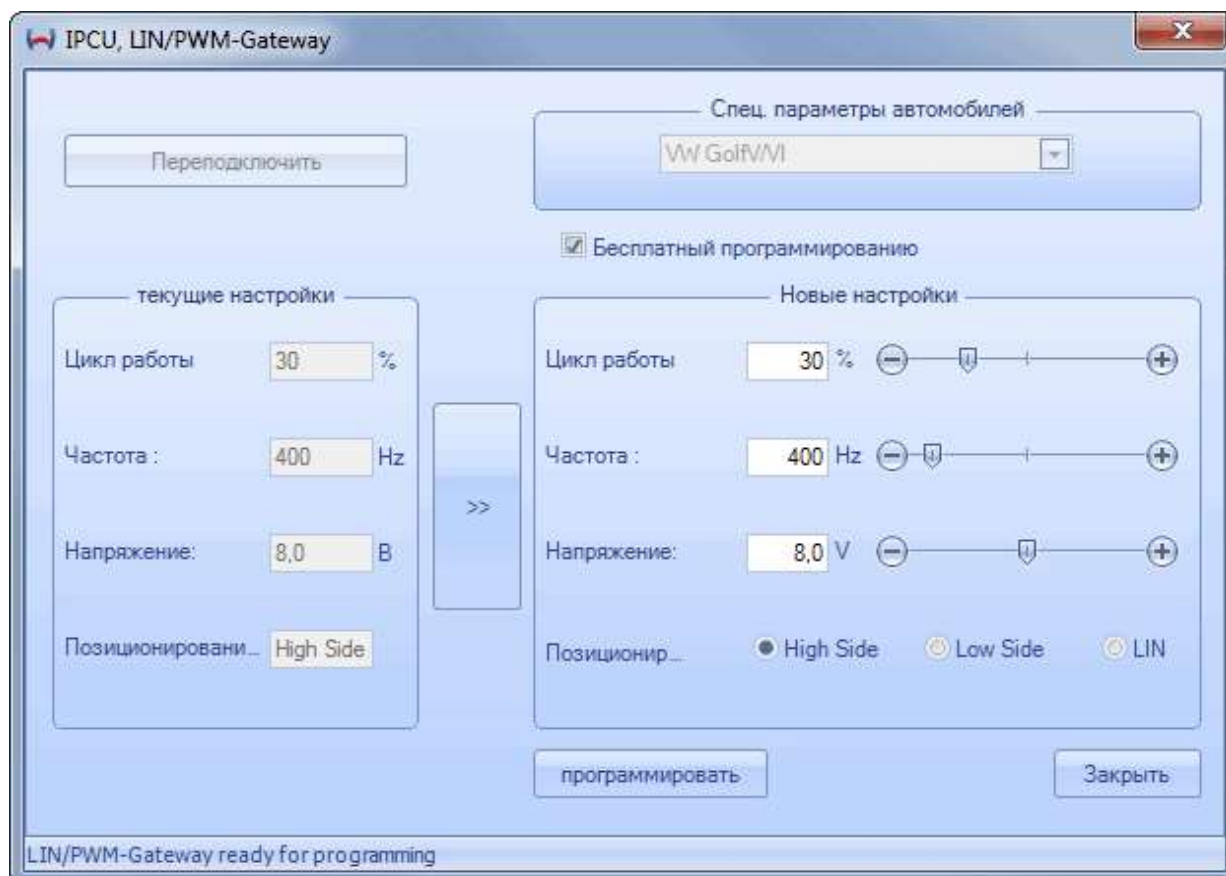 IPCU, LIN/PWM-Gateway
Переподключить
Спец. параметры автомобилей
VW GolfV/VI
Бесплатный программированию
текущие настройки
Цикл работы 30 %
Частота : 400 Hz
Напряжение: 8,0 В
Позиционировани... High Side
>>
Новые настройки
Цикл работы 30 %
Частота : 400 Hz
Напряжение: 8,0 V
Позиционир... High Side Low Side LIN
программировать
Закрыть
LIN/PWM-Gateway ready for programming